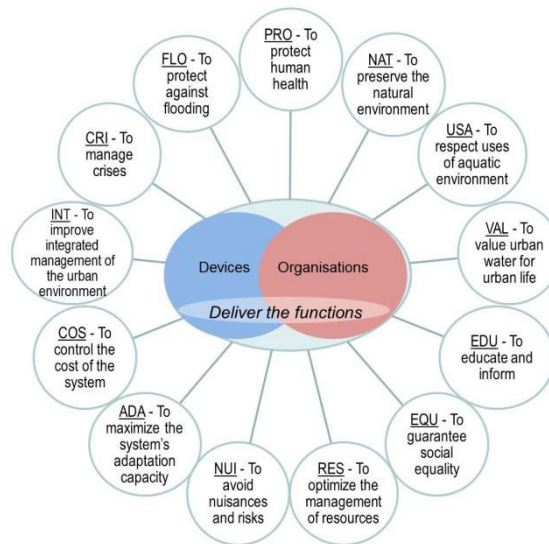 PRO - To
protect
human
health
NAT - To
preserve the
natural
environment
USA - To
respect uses
of aquatic
environment
VAL - To
value urban
water for
urban life
EDU - To
educate and
inform
EQU - To
guarantee
social
equality
RES - To
optimize the
management
of resources
NUI - To
avoid
nuisances
and risks
ADA - To
maximize the
system's
adaptation
capacity
COS - To
control the
cost of the
system
INT - To
improve
integrated
management of
the urban
environment
CRI - To
manage
crises
FLO - To
protect
against
flooding
Devices
Organisations
Deliver the functions